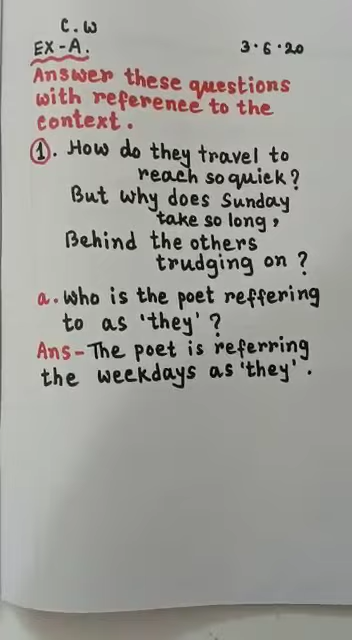 C.W
EX-A. 3.6.20
Answer these questions
with reference to the
context.
1. How do they travel to
reach so quick?
But why does Sunday
take so long,
Behind the others
trudging on?
a. Who is the poet reffering
to as 'they'?
Ans- The poet is referring
the weekdays as 'they'.